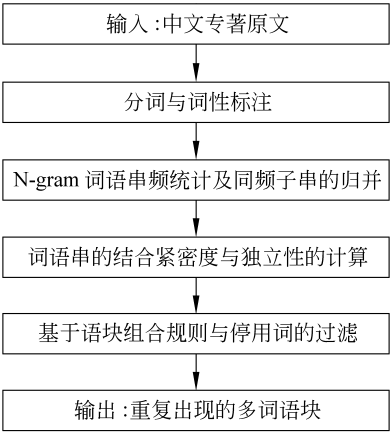 输入:中文专著原文
分词与词性标注
N-gram 词语串频统计及同频子串的归并
词语串的结合紧密度与独立性的计算
基于语块组合规则与停用词的过滤
输出:重复出现的多词语块